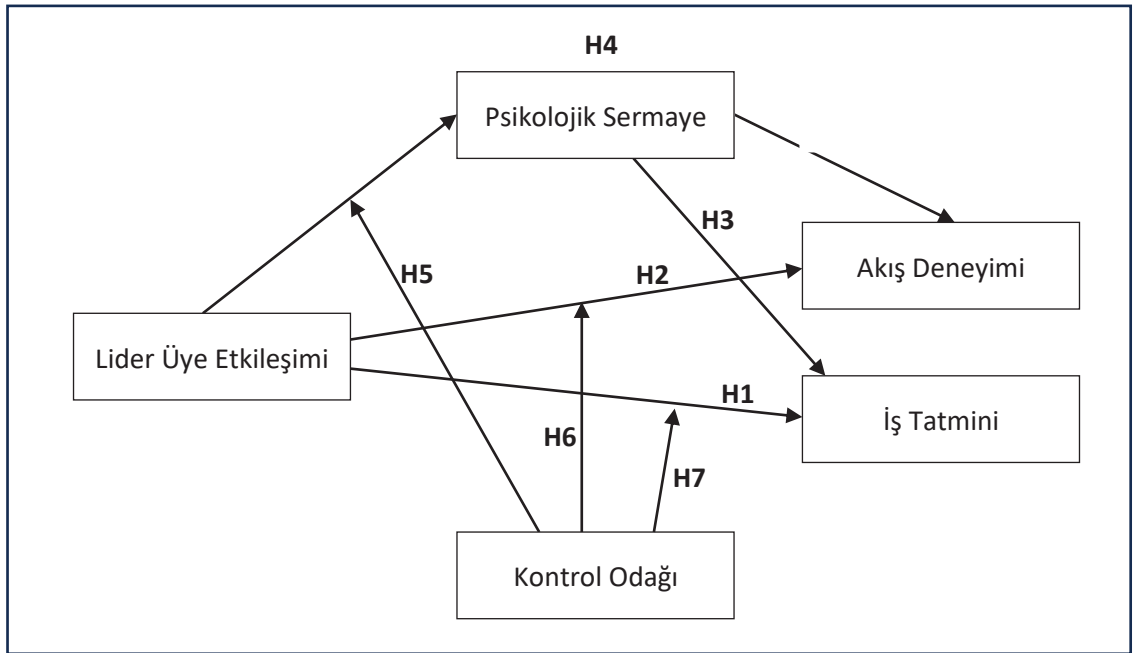 H4
Psikolojik Sermaye
H3
Akış Deneyimi
H2
H5
Lider Üye Etkileşimi
H1
İş Tatmini
H6
H7
Kontrol Odağı